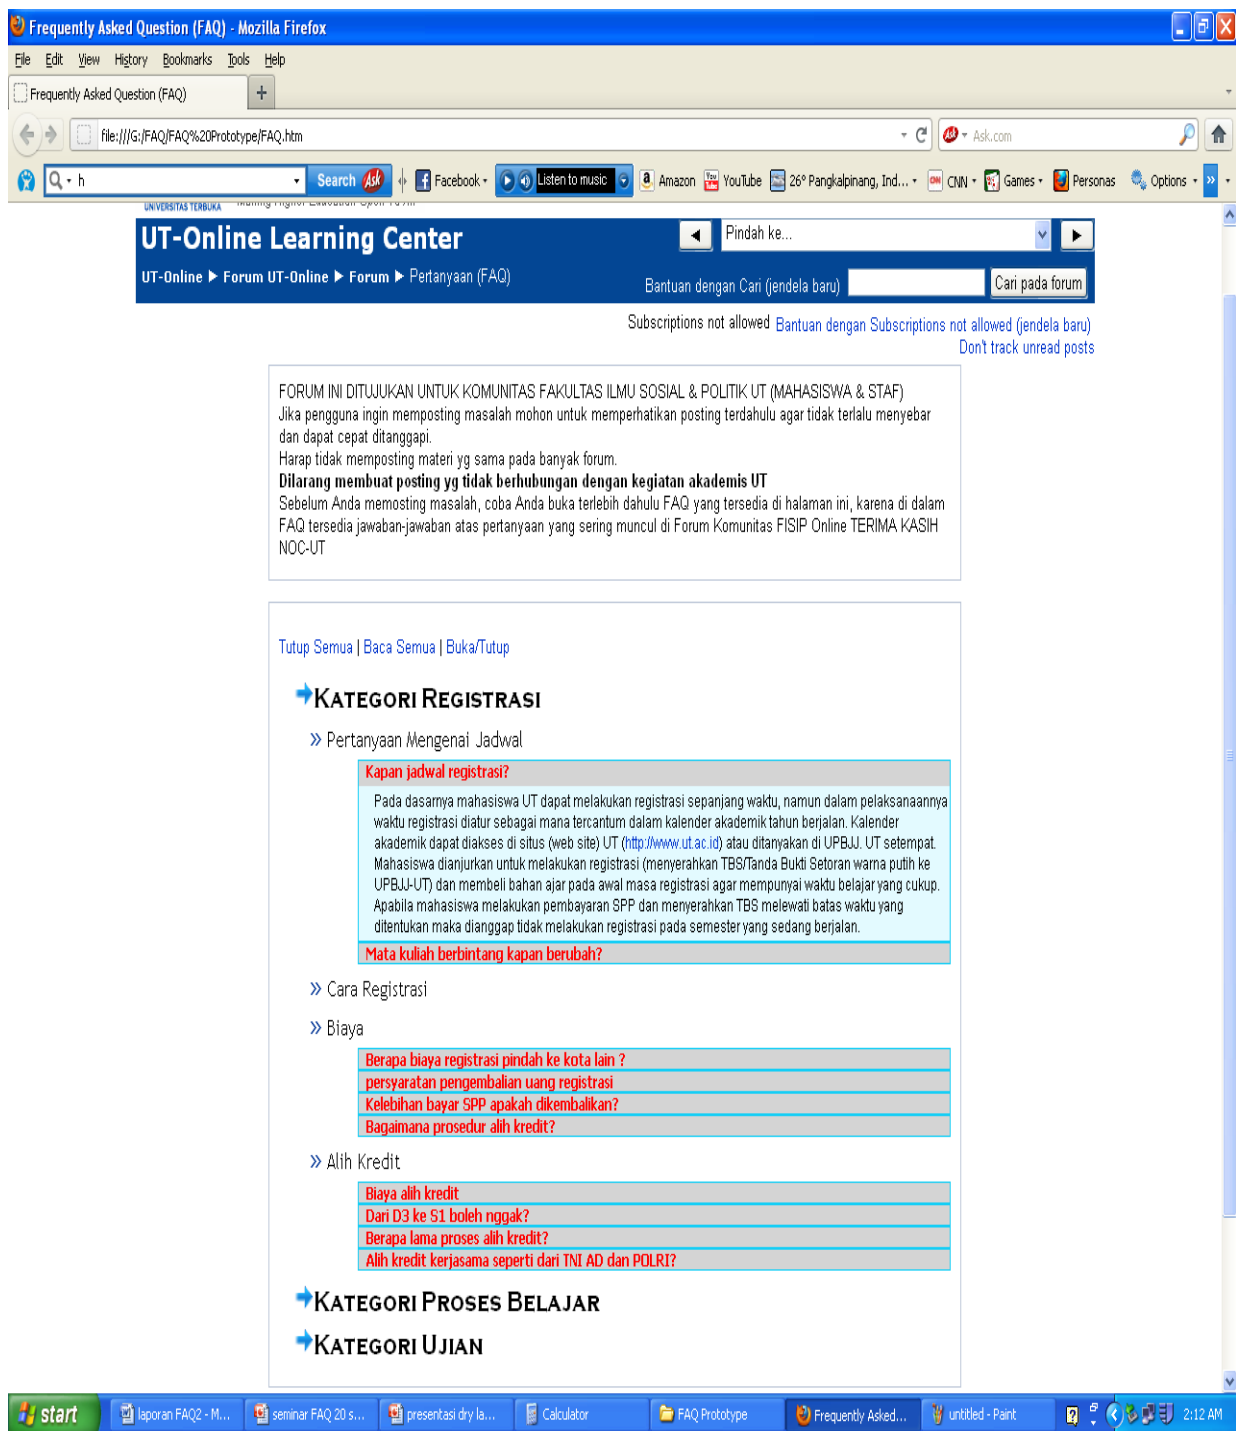 Frequently Asked Question (FAQ) - Mozilla Firefox
File Edit View History Bookmarks Tools Help
Frequently Asked Question (FAQ) +
file:///G:/FAQ/FAQ%20Prototype/FAQ.htm Ask.com
h Search Ask Facebook Listen to music Amazon YouTube 26° Pangkalpinang, Ind... CNN Games Personas Options »
UNIVERSITAS TERBUKA
UT-Online Learning Center ◄ Pindah ke... ►
UT-Online ► Forum UT-Online ► Forum ► Pertanyaan (FAQ) Bantuan dengan Cari (jendela baru) Cari pada forum
Subscriptions not allowed Bantuan dengan Subscriptions not allowed (jendela baru)
Don't track unread posts
FORUM INI DITUJUKAN UNTUK KOMUNITAS FAKULTAS ILMU SOSIAL & POLITIK UT (MAHASISWA & STAF)
Jika pengguna ingin memposting masalah mohon untuk memperhatikan posting terdahulu agar tidak terlalu menyebar
dan dapat cepat ditanggapi.
Harap tidak memposting materi yg sama pada banyak forum.
Dilarang membuat posting yg tidak berhubungan dengan kegiatan akademis UT
Sebelum Anda memosting masalah, coba Anda buka terlebih dahulu FAQ yang tersedia di halaman ini, karena di dalam
FAQ tersedia jawaban-jawaban atas pertanyaan yang sering muncul di Forum Komunitas FISIP Online TERIMA KASIH
NOC-UT
Tutup Semua | Baca Semua | Buka/Tutup
KATEGORI REGISTRASI
» Pertanyaan Mengenai Jadwal
Kapan jadwal registrasi?
Pada dasarnya mahasiswa UT dapat melakukan registrasi sepanjang waktu, namun dalam pelaksanaannya
waktu registrasi diatur sebagai mana tercantum dalam kalender akademik tahun berjalan. Kalender
akademik dapat diakses di situs (web site) UT (http://www.ut.ac.id) atau ditanyakan di UPBJJ. UT setempat.
Mahasiswa dianjurkan untuk melakukan registrasi (menyerahkan TBS/Tanda Bukti Setoran warna putih ke
UPBJJ-UT) dan membeli bahan ajar pada awal masa registrasi agar mempunyai waktu belajar yang cukup.
Apabila mahasiswa melakukan pembayaran SPP dan menyerahkan TBS melewati batas waktu yang
ditentukan maka dianggap tidak melakukan registrasi pada semester yang sedang berjalan.
Mata kuliah berbintang kapan berubah?
» Cara Registrasi
» Biaya
Berapa biaya registrasi pindah ke kota lain ?
persyaratan pengembalian uang registrasi
Kelebihan bayar SPP apakah dikembalikan?
Bagaimana prosedur alih kredit?
» Alih Kredit
Biaya alih kredit
Dari D3 ke S1 boleh nggak?
Berapa lama proses alih kredit?
Alih kredit kerjasama seperti dari TNI AD dan POLRI?
KATEGORI PROSES BELAJAR
KATEGORI UJIAN
start laporan FAQ2 - M... seminar FAQ 20 s... presentasi dry la... Calculator FAQ Prototype Frequently Asked... untitled - Paint 2:12 AM